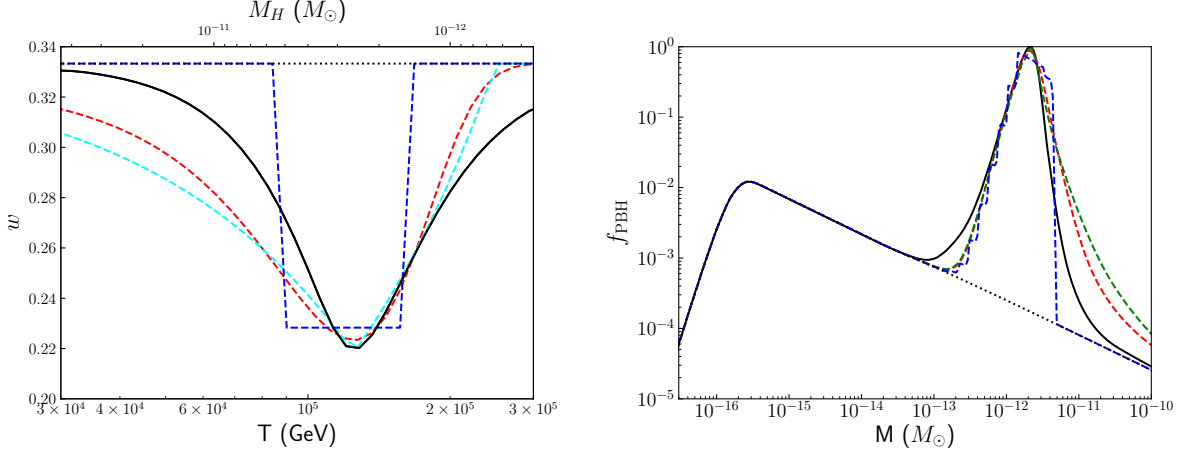 M_H (M_⊙)
10^{-11} 10^{-12}
0.34
0.32
0.30
0.28
0.26
0.24
0.22
0.20
w
3 × 10^4 4 × 10^4 6 × 10^4 10^5 2 × 10^5 3 × 10^5
T (GeV)
10^0
10^{-1}
10^{-2}
10^{-3}
10^{-4}
10^{-5}
f_{PBH}
10^{-16} 10^{-15} 10^{-14} 10^{-13} 10^{-12} 10^{-11} 10^{-10}
M (M_⊙)